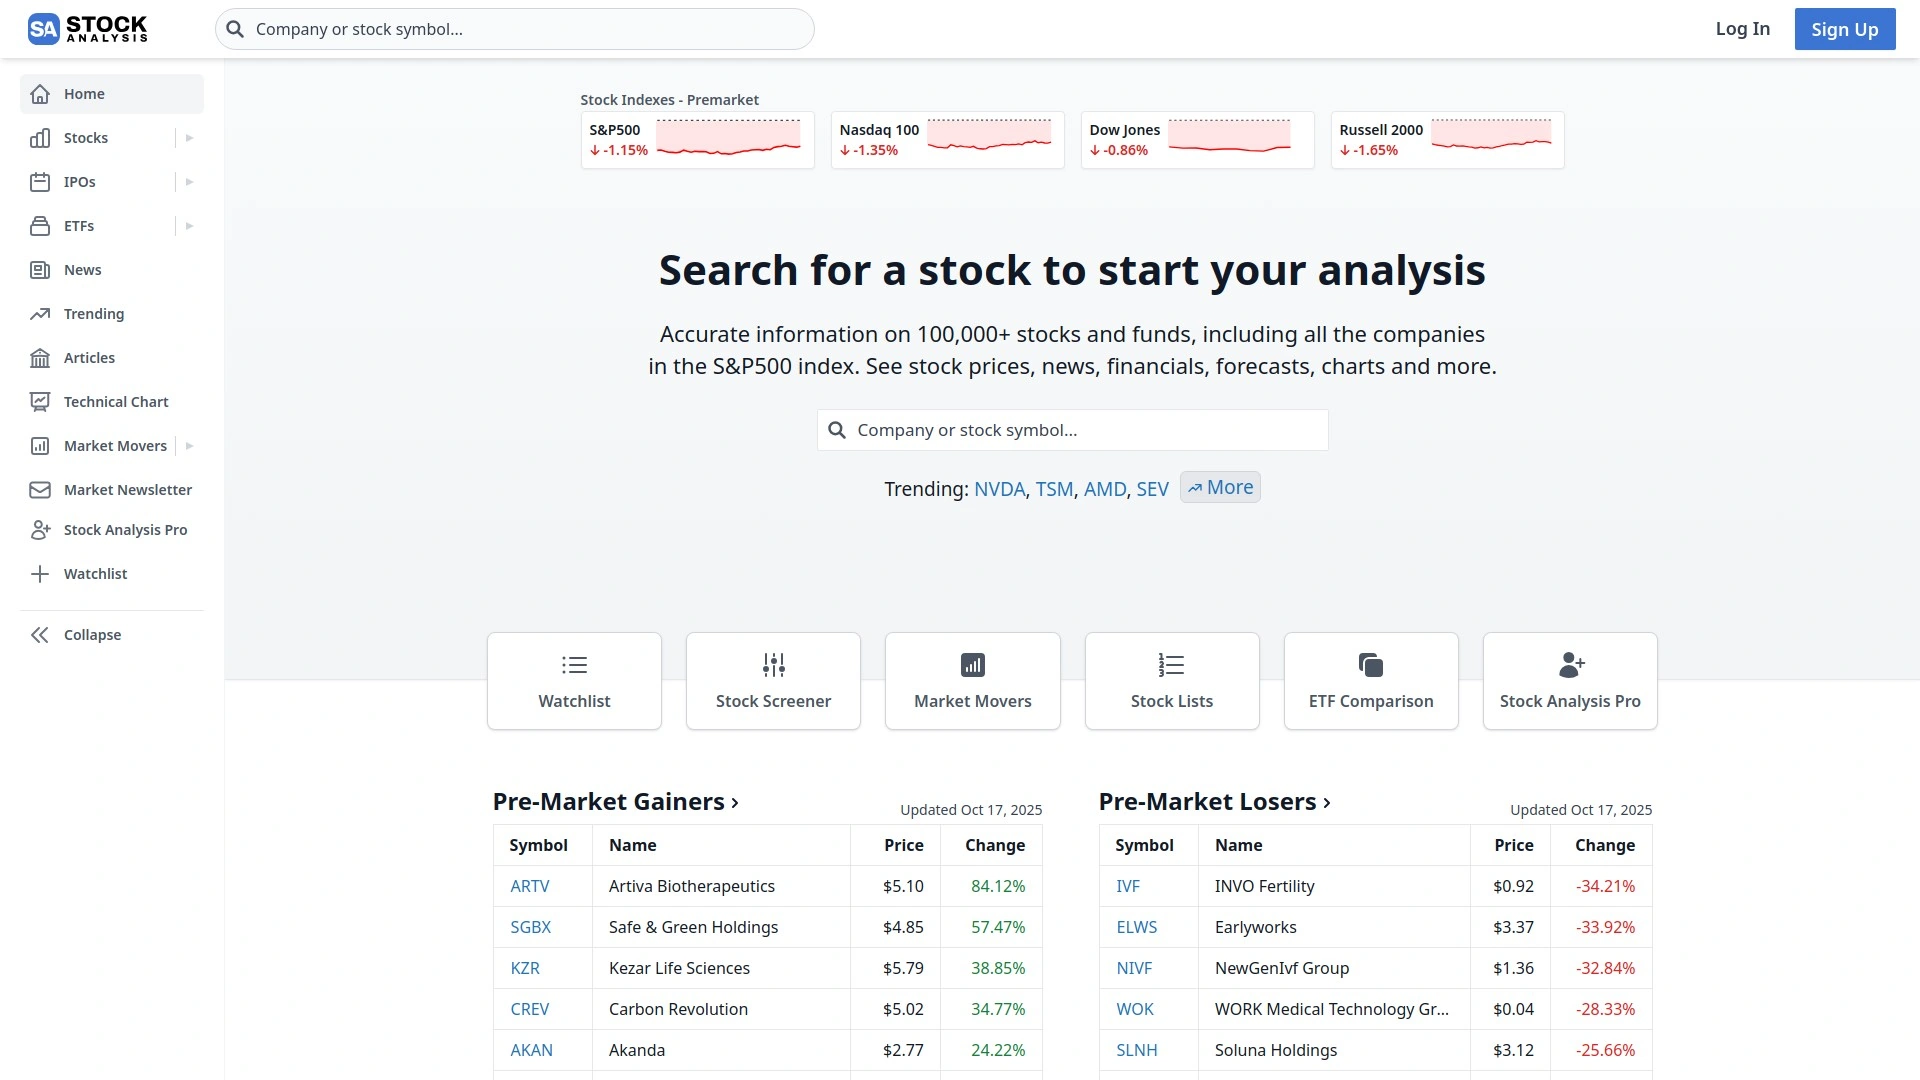 SA STOCK
ANALYSIS
Company or stock symbol...
Log In
Sign Up
Home
Stocks
IPOs
ETFs
News
Trending
Articles
Technical Chart
Market Movers
Market Newsletter
Stock Analysis Pro
Watchlist
Collapse
Stock Indexes - Premarket
S&P500
-1.15%
Nasdaq 100
-1.35%
Dow Jones
-0.86%
Russell 2000
-1.65%
Search for a stock to start your analysis
Accurate information on 100,000+ stocks and funds, including all the companies
in the S&P500 index. See stock prices, news, financials, forecasts, charts and more.
Company or stock symbol...
Trending: NVDA, TSM, AMD, SEV More
Watchlist
Stock Screener
Market Movers
Stock Lists
ETF Comparison
Stock Analysis Pro
Pre-Market Gainers
Updated Oct 17, 2025
Symbol Name Price Change
ARTV Artiva Biotherapeutics $5.10 84.12%
SGBX Safe & Green Holdings $4.85 57.47%
KZR Kezar Life Sciences $5.79 38.85%
CREV Carbon Revolution $5.02 34.77%
AKAN Akanda $2.77 24.22%
Pre-Market Losers
Updated Oct 17, 2025
Symbol Name Price Change
IVF INVO Fertility $0.92 -34.21%
ELWS Earlyworks $3.37 -33.92%
NIVF NewGenIvf Group $1.36 -32.84%
WOK WORK Medical Technology Gr... $0.04 -28.33%
SLNH Soluna Holdings $3.12 -25.66%